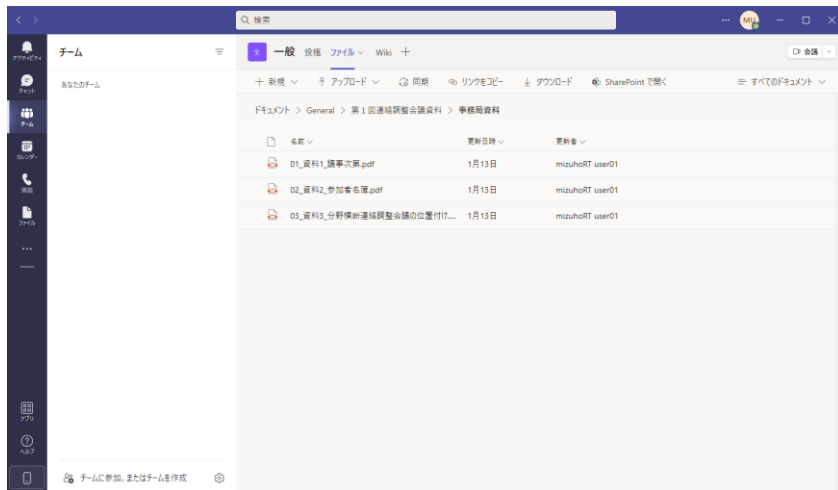 検索
MU
アクティビティ
チャット
チーム
カレンダー
通話
ファイル
アプリ
ヘルプ
チーム
あなたのチーム
チームに参加、またはチームを作成
一般 投稿 ファイル Wiki
会議
新規 アップロード 同期 リンクをコピー ダウンロード SharePoint で開く すべてのドキュメント
ドキュメント > General > 第１回連絡調整会議資料 > 事務局資料
名前 更新日時 更新者
01_資料1_議事次第.pdf 1月13日 mizuhoRT user01
02_資料2_参加者名簿.pdf 1月13日 mizuhoRT user01
03_資料3_分野横断連絡調整会議の位置付け.... 1月13日 mizuhoRT user01